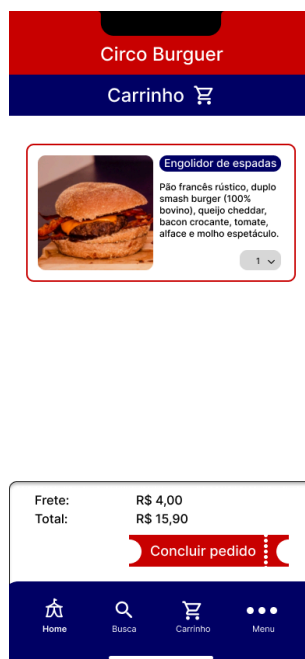 Circo Burguer
Carrinho
Engolidor de espadas
Pão francês rústico, duplo
smash burger (100%
bovino), queijo cheddar,
bacon crocante, tomate,
alface e molho espetáculo.
1
Frete: R$ 4,00
Total: R$ 15,90
Concluir pedido
Home Busca Carrinho Menu